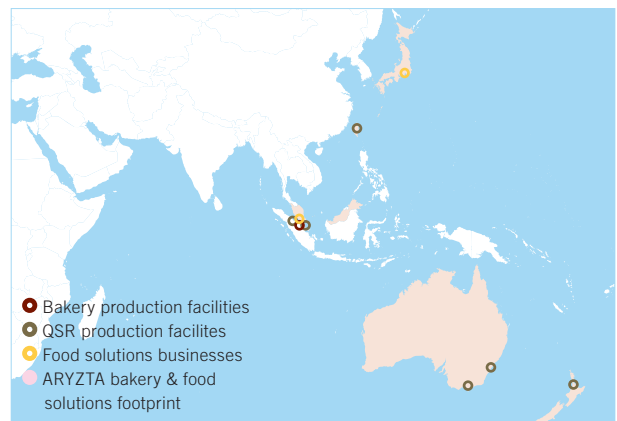 Bakery production facilities
QSR production facilites
Food solutions businesses
ARYZTA bakery & food
solutions footprint